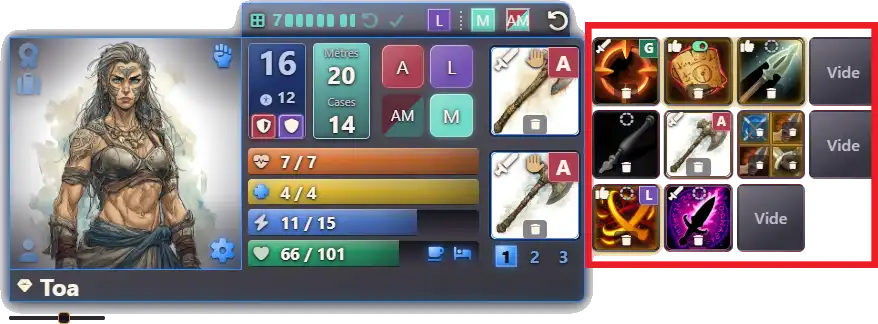 7
L
M
AM
16
12
Mètres
20
Cases
14
A
L
AM
M
A
A
7 / 7
4 / 4
11 / 15
66 / 101
1 2 3
Toa
G
Vide
A
Vide
L
Vide